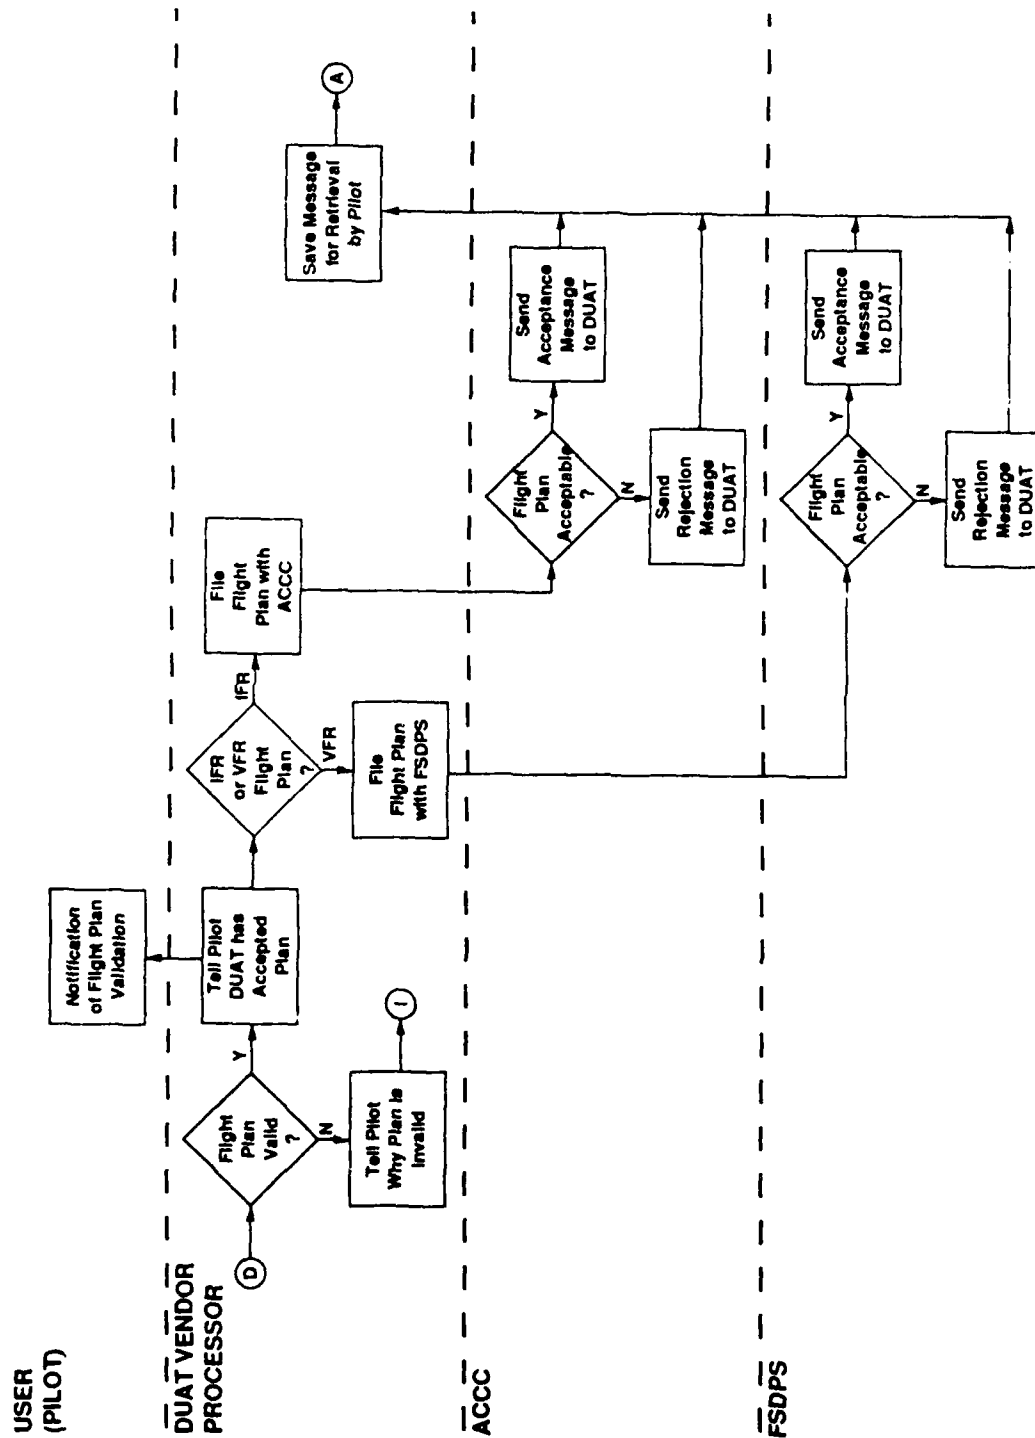 USER
(PILOT)
Notification
of Flight Plan
Validation
DUAT VENDOR
PROCESSOR
D
Flight
Plan
Valid
?
Y
N
Tell Pilot
Why Plan is
Invalid
I
Tell Pilot
DUAT has
Accepted
Plan
IFR
or VFR
Flight
Plan
?
IFR
VFR
File
Flight Plan
with FSDPS
File
Flight
Plan with
ACCC
Save Message
for Retrieval
by Pilot
A
ACCC
Flight
Plan
Acceptable
?
Y
N
Send
Acceptance
Message
to DUAT
Send
Rejection
Message
to DUAT
FSDPS
Flight
Plan
Acceptable
?
Y
N
Send
Acceptance
Message
to DUAT
Send
Rejection
Message
to DUAT